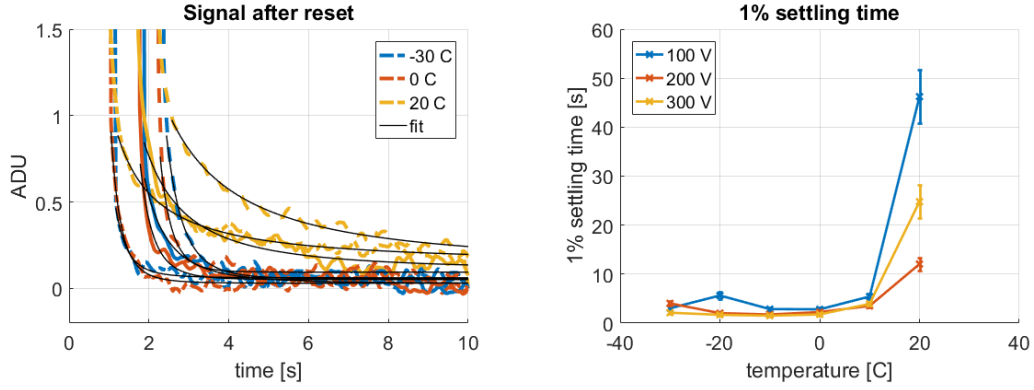 Signal after reset
1.5
1
0.5
0
ADU
0 2 4 6 8 10
time [s]
-30 C
0 C
20 C
fit
1% settling time
60
50
40
30
20
10
0
1% settling time [s]
-40 -20 0 20 40
temperature [C]
100 V
200 V
300 V